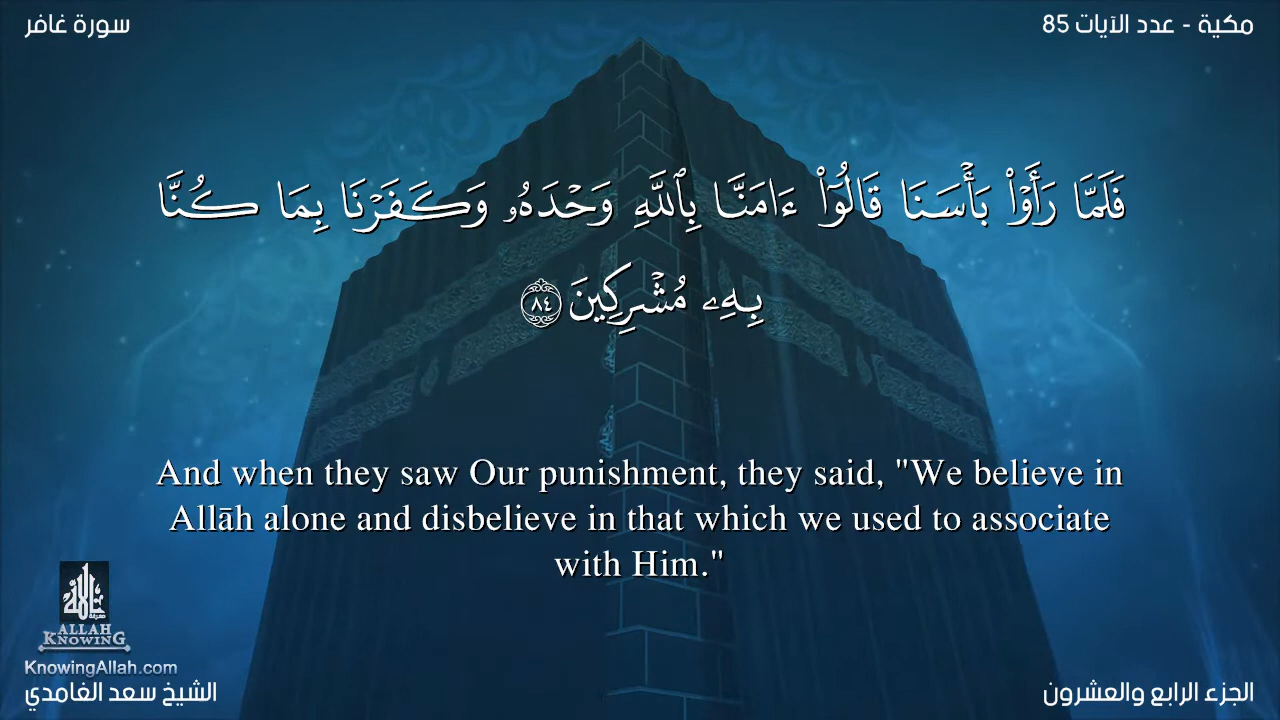 سورة غافر
مكية - عدد الآيات 85
فَلَمَّا رَأَوۡاْ بَأۡسَنَا قَالُوٓاْ ءَامَنَّا بِٱللَّهِ وَحۡدَهُۥ وَكَفَرۡنَا بِمَا كُنَّا
بِهِۦ مُشۡرِكِينَ ٨٤
And when they saw Our punishment, they said, "We believe in
Allāh alone and disbelieve in that which we used to associate
with Him."
معرفة الله
ALLAH
KNOWING
KnowingAllah.com
الشيخ سعد الغامدي
الجزء الرابع والعشرون